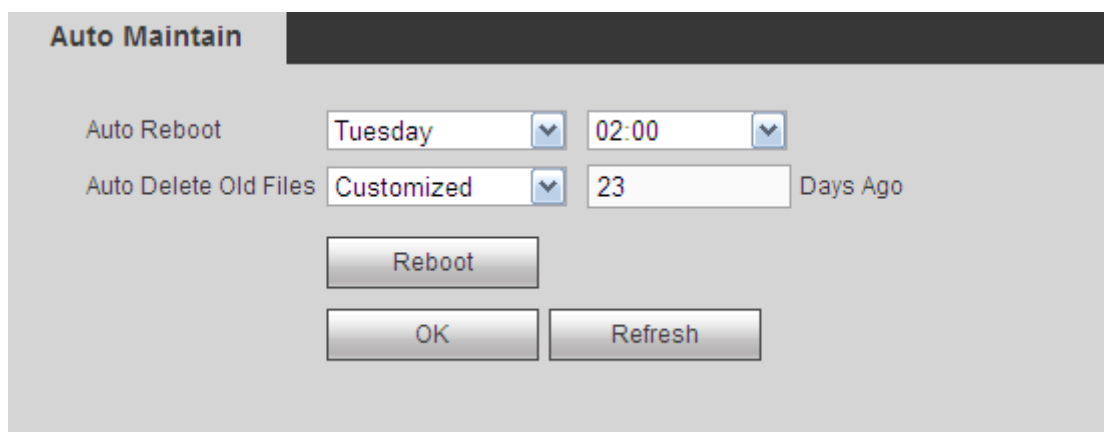 Auto Maintain
Auto Reboot Tuesday 02:00
Auto Delete Old Files Customized 23 Days Ago
Reboot
OK Refresh